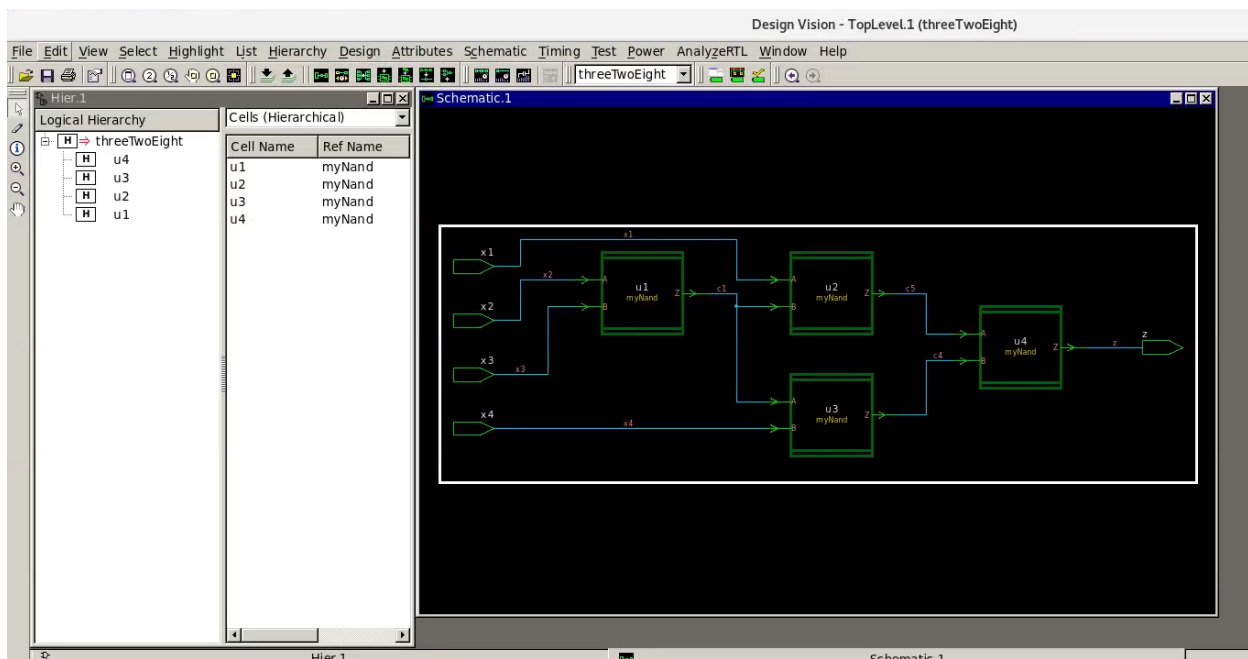 Design Vision - TopLevel.1 (threeTwoEight)
File Edit View Select Highlight List Hierarchy Design Attributes Schematic Timing Test Power AnalyzeRTL Window Help
threeTwoEight
Hier.1
Logical Hierarchy
H threeTwoEight
H u4
H u3
H u2
H u1
Cells (Hierarchical)
Cell Name Ref Name
u1 myNand
u2 myNand
u3 myNand
u4 myNand
Schematic.1
x1
x1
x2
x2
x3
x3
x4
x4
A
B
u1
myNand
Z
c1
A
B
u2
myNand
Z
c5
A
B
u3
myNand
Z
c4
A
B
u4
myNand
Z
z
z
Hier.1
Schematic.1